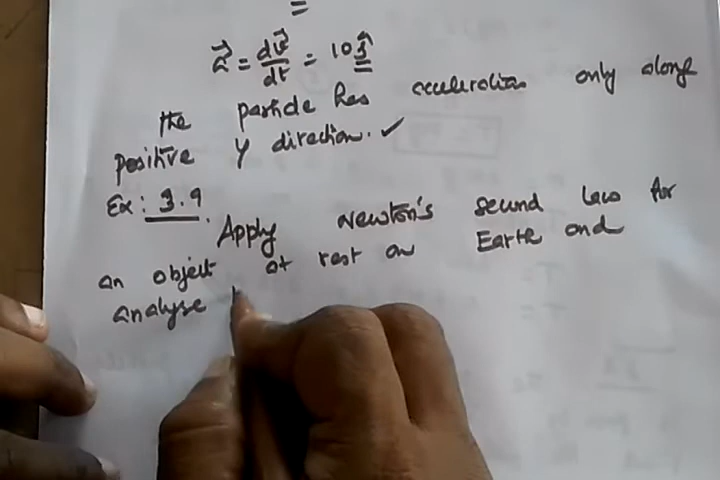 a⃗ = dv⃗/dt = 10 ĵ
the particle has acceleration only along
positive y direction. ✓
Ex: 3.9.
Apply Newton's second law for
an object at rest on Earth and
analyse